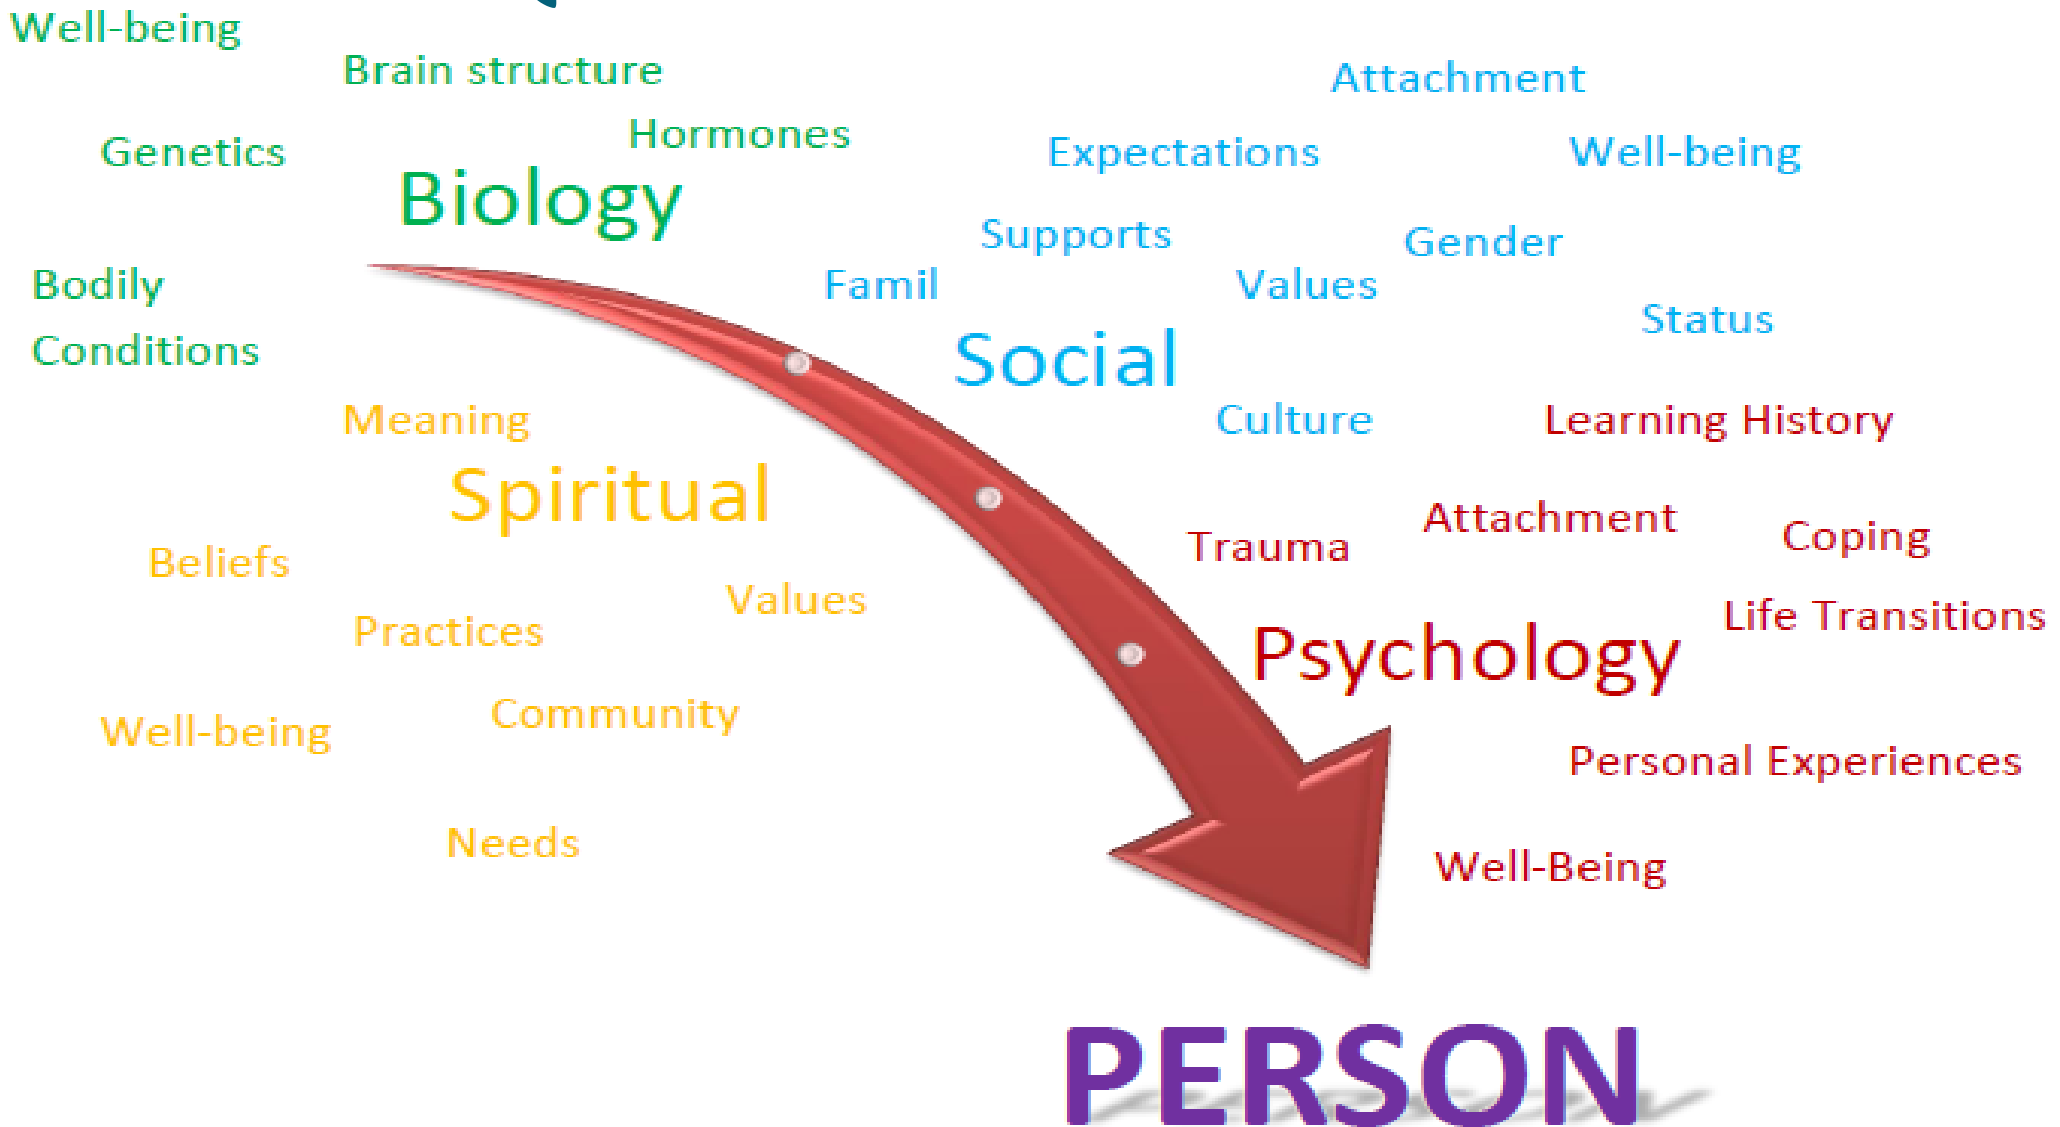 Well-being
Brain structure
Hormones
Genetics
Biology
Bodily
Conditions
Attachment
Expectations
Well-being
Supports
Gender
Famil
Values
Status
Social
Culture
Meaning
Spiritual
Beliefs
Values
Practices
Community
Well-being
Needs
Learning History
Attachment
Coping
Trauma
Life Transitions
Psychology
Personal Experiences
Well-Being
PERSON